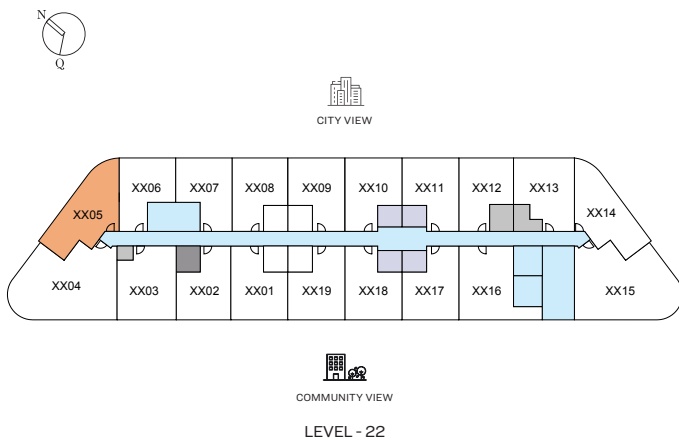 N
Q
CITY VIEW
XX06 XX07 XX08 XX09 XX10 XX11 XX12 XX13
XX05 XX14
XX04 XX03 XX02 XX01 XX19 XX18 XX17 XX16 XX15
COMMUNITY VIEW
LEVEL - 22